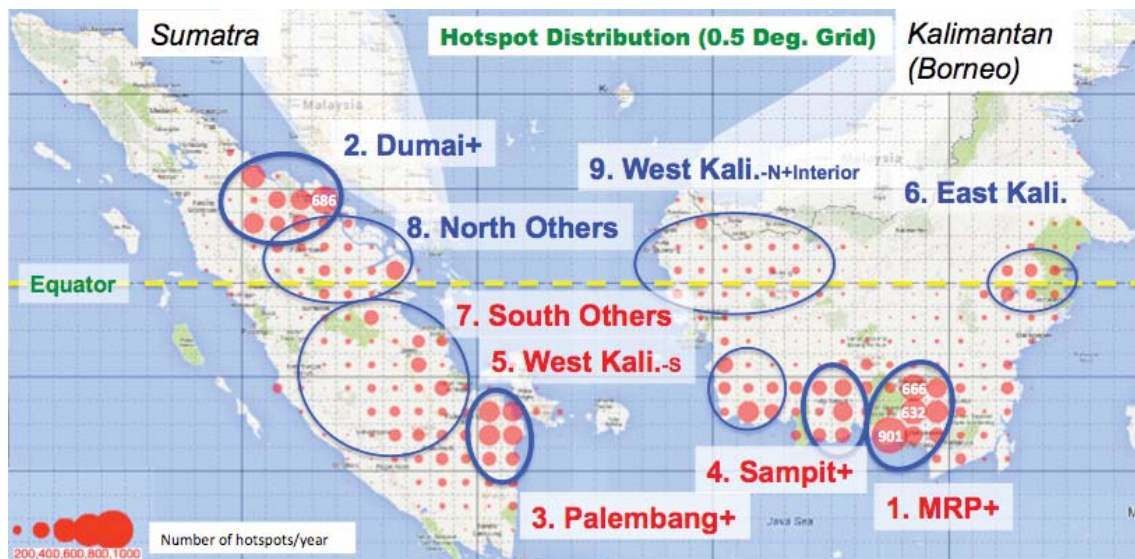 Sumatra
Hotspot Distribution (0.5 Deg. Grid)
Kalimantan
(Borneo)
Malaysia
2. Dumai+
686
8. North Others
9. West Kali.-N+Interior
Malaysia
6. East Kali.
Equator
7. South Others
5. West Kali.-S
666
632
901
4. Sampit+
3. Palembang+
1. MRP+
Java Sea
Number of hotspots/year
200,400,600,800,1000